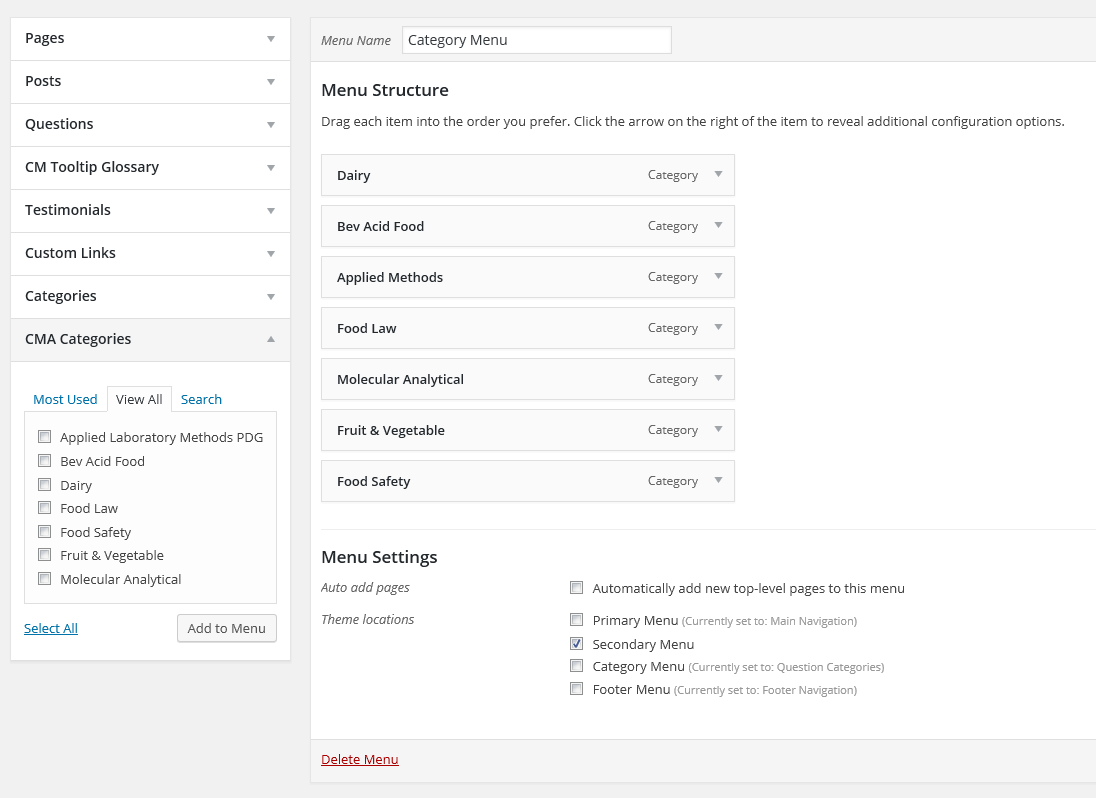 Pages
Posts
Questions
CM Tooltip Glossary
Testimonials
Custom Links
Categories
CMA Categories
Most Used View All Search
Applied Laboratory Methods PDG
Bev Acid Food
Dairy
Food Law
Food Safety
Fruit & Vegetable
Molecular Analytical
Select All Add to Menu
Menu Name Category Menu
Menu Structure
Drag each item into the order you prefer. Click the arrow on the right of the item to reveal additional configuration options.
Dairy Category
Bev Acid Food Category
Applied Methods Category
Food Law Category
Molecular Analytical Category
Fruit & Vegetable Category
Food Safety Category
Menu Settings
Auto add pages Automatically add new top-level pages to this menu
Theme locations Primary Menu (Currently set to: Main Navigation)
Secondary Menu
Category Menu (Currently set to: Question Categories)
Footer Menu (Currently set to: Footer Navigation)
Delete Menu